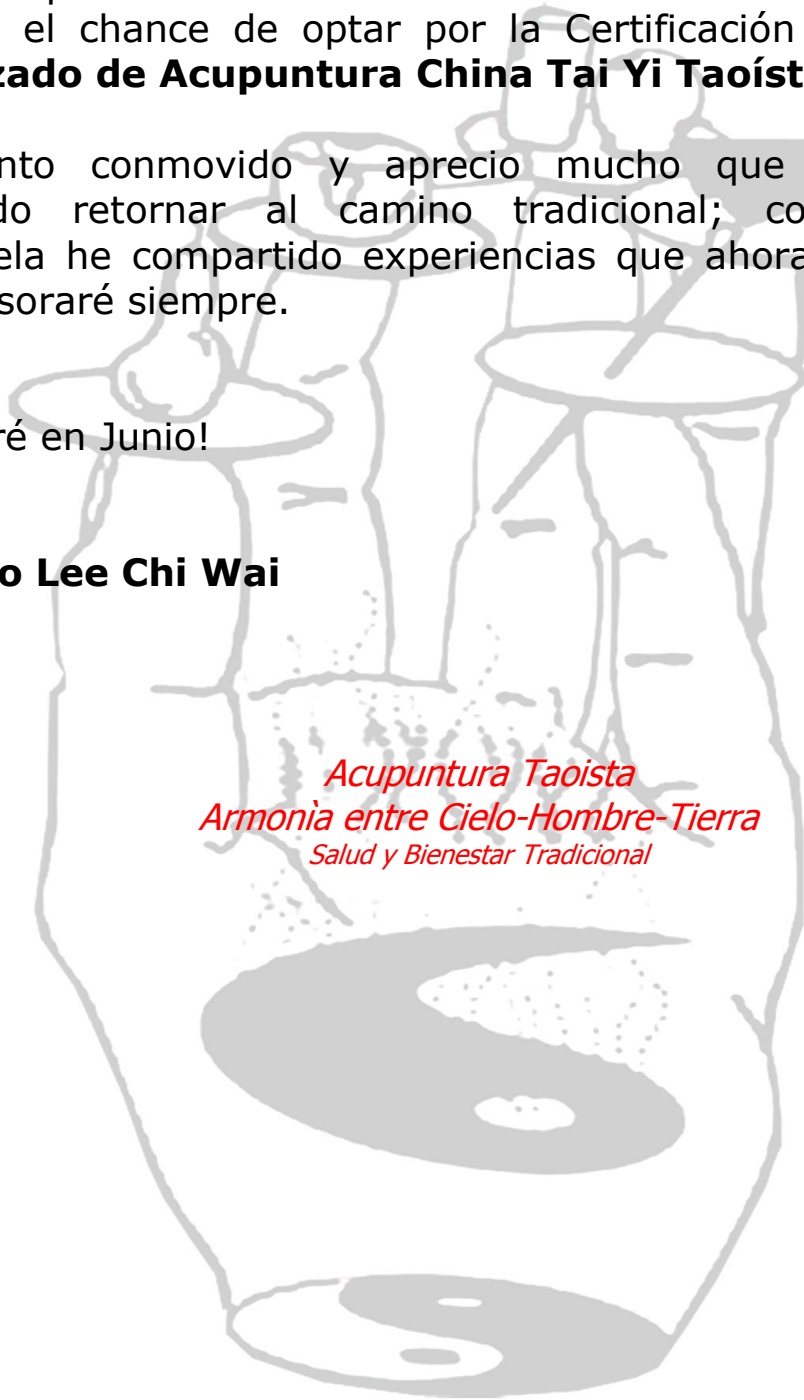 el chance de optar por la Certificación
zado de Acupuntura China Tai Yi Taoíst
nto conmovido y aprecio mucho que
do retornar al camino tradicional; co
ela he compartido experiencias que ahora
soraré siempre.
ré en Junio!
o Lee Chi Wai
Acupuntura Taoista
Armonìa entre Cielo-Hombre-Tierra
Salud y Bienestar Tradicional